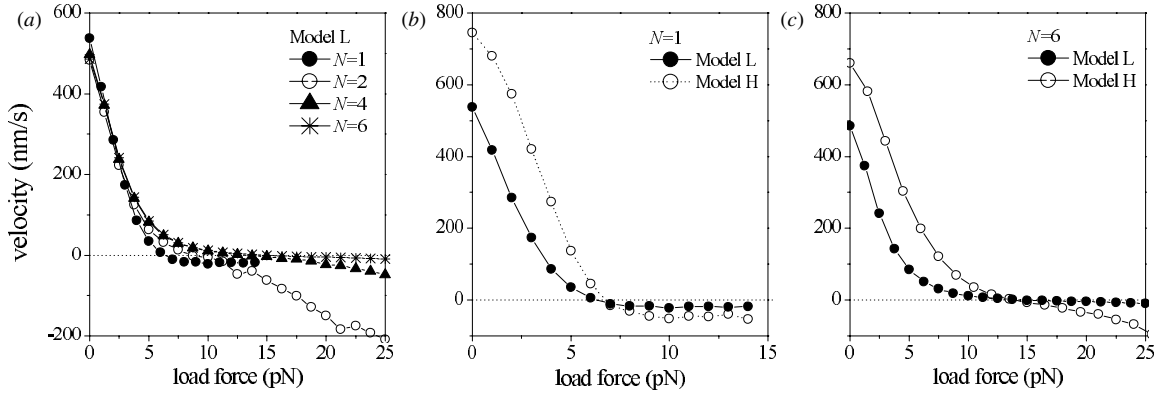 (a)
600
400
200
0
-200
0 5 10 15 20 25
velocity (nm/s)
load force (pN)
Model L
N=1
N=2
N=4
N=6
(b)
800
600
400
200
0
0 5 10 15
load force (pN)
N=1
Model L
Model H
(c)
800
600
400
200
0
0 5 10 15 20 25
load force (pN)
N=6
Model L
Model H